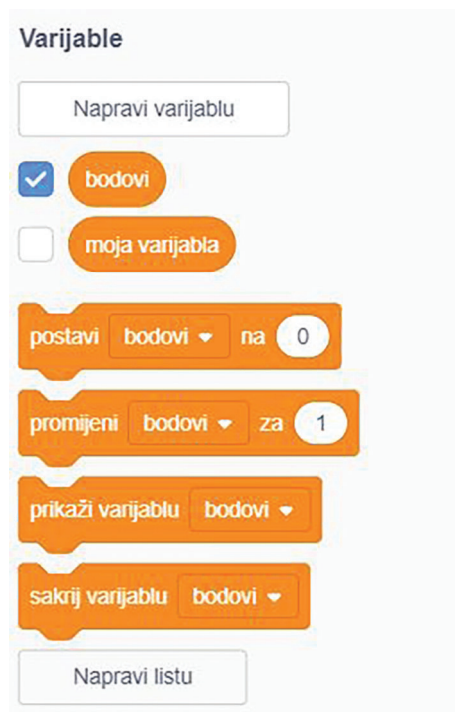 Varijable
Napravi varijablu
bodovi
moja varijabla
postavi bodovi na 0
promijeni bodovi za 1
prikaži varijablu bodovi
sakrij varijablu bodovi
Napravi listu